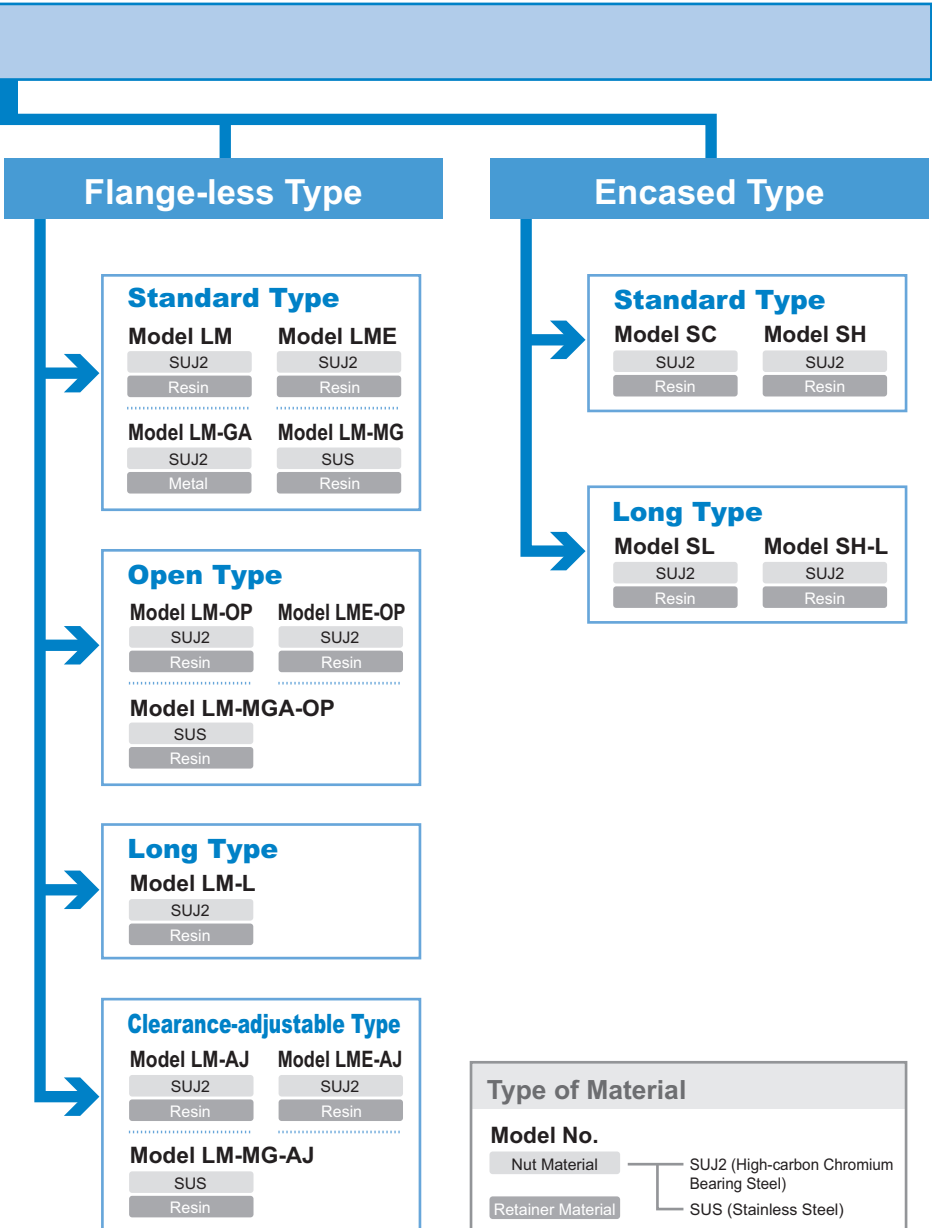 Flange-less Type
Standard Type
Model LM Model LME
SUJ2 SUJ2
Resin Resin
Model LM-GA Model LM-MG
SUJ2 SUS
Metal Resin
Open Type
Model LM-OP Model LME-OP
SUJ2 SUJ2
Resin Resin
Model LM-MGA-OP
SUS
Resin
Long Type
Model LM-L
SUJ2
Resin
Clearance-adjustable Type
Model LM-AJ Model LME-AJ
SUJ2 SUJ2
Resin Resin
Model LM-MG-AJ
SUS
Resin
Encased Type
Standard Type
Model SC Model SH
SUJ2 SUJ2
Resin Resin
Long Type
Model SL Model SH-L
SUJ2 SUJ2
Resin Resin
Type of Material
Model No.
Nut Material
SUJ2 (High-carbon Chromium
Bearing Steel)
Retainer Material
SUS (Stainless Steel)